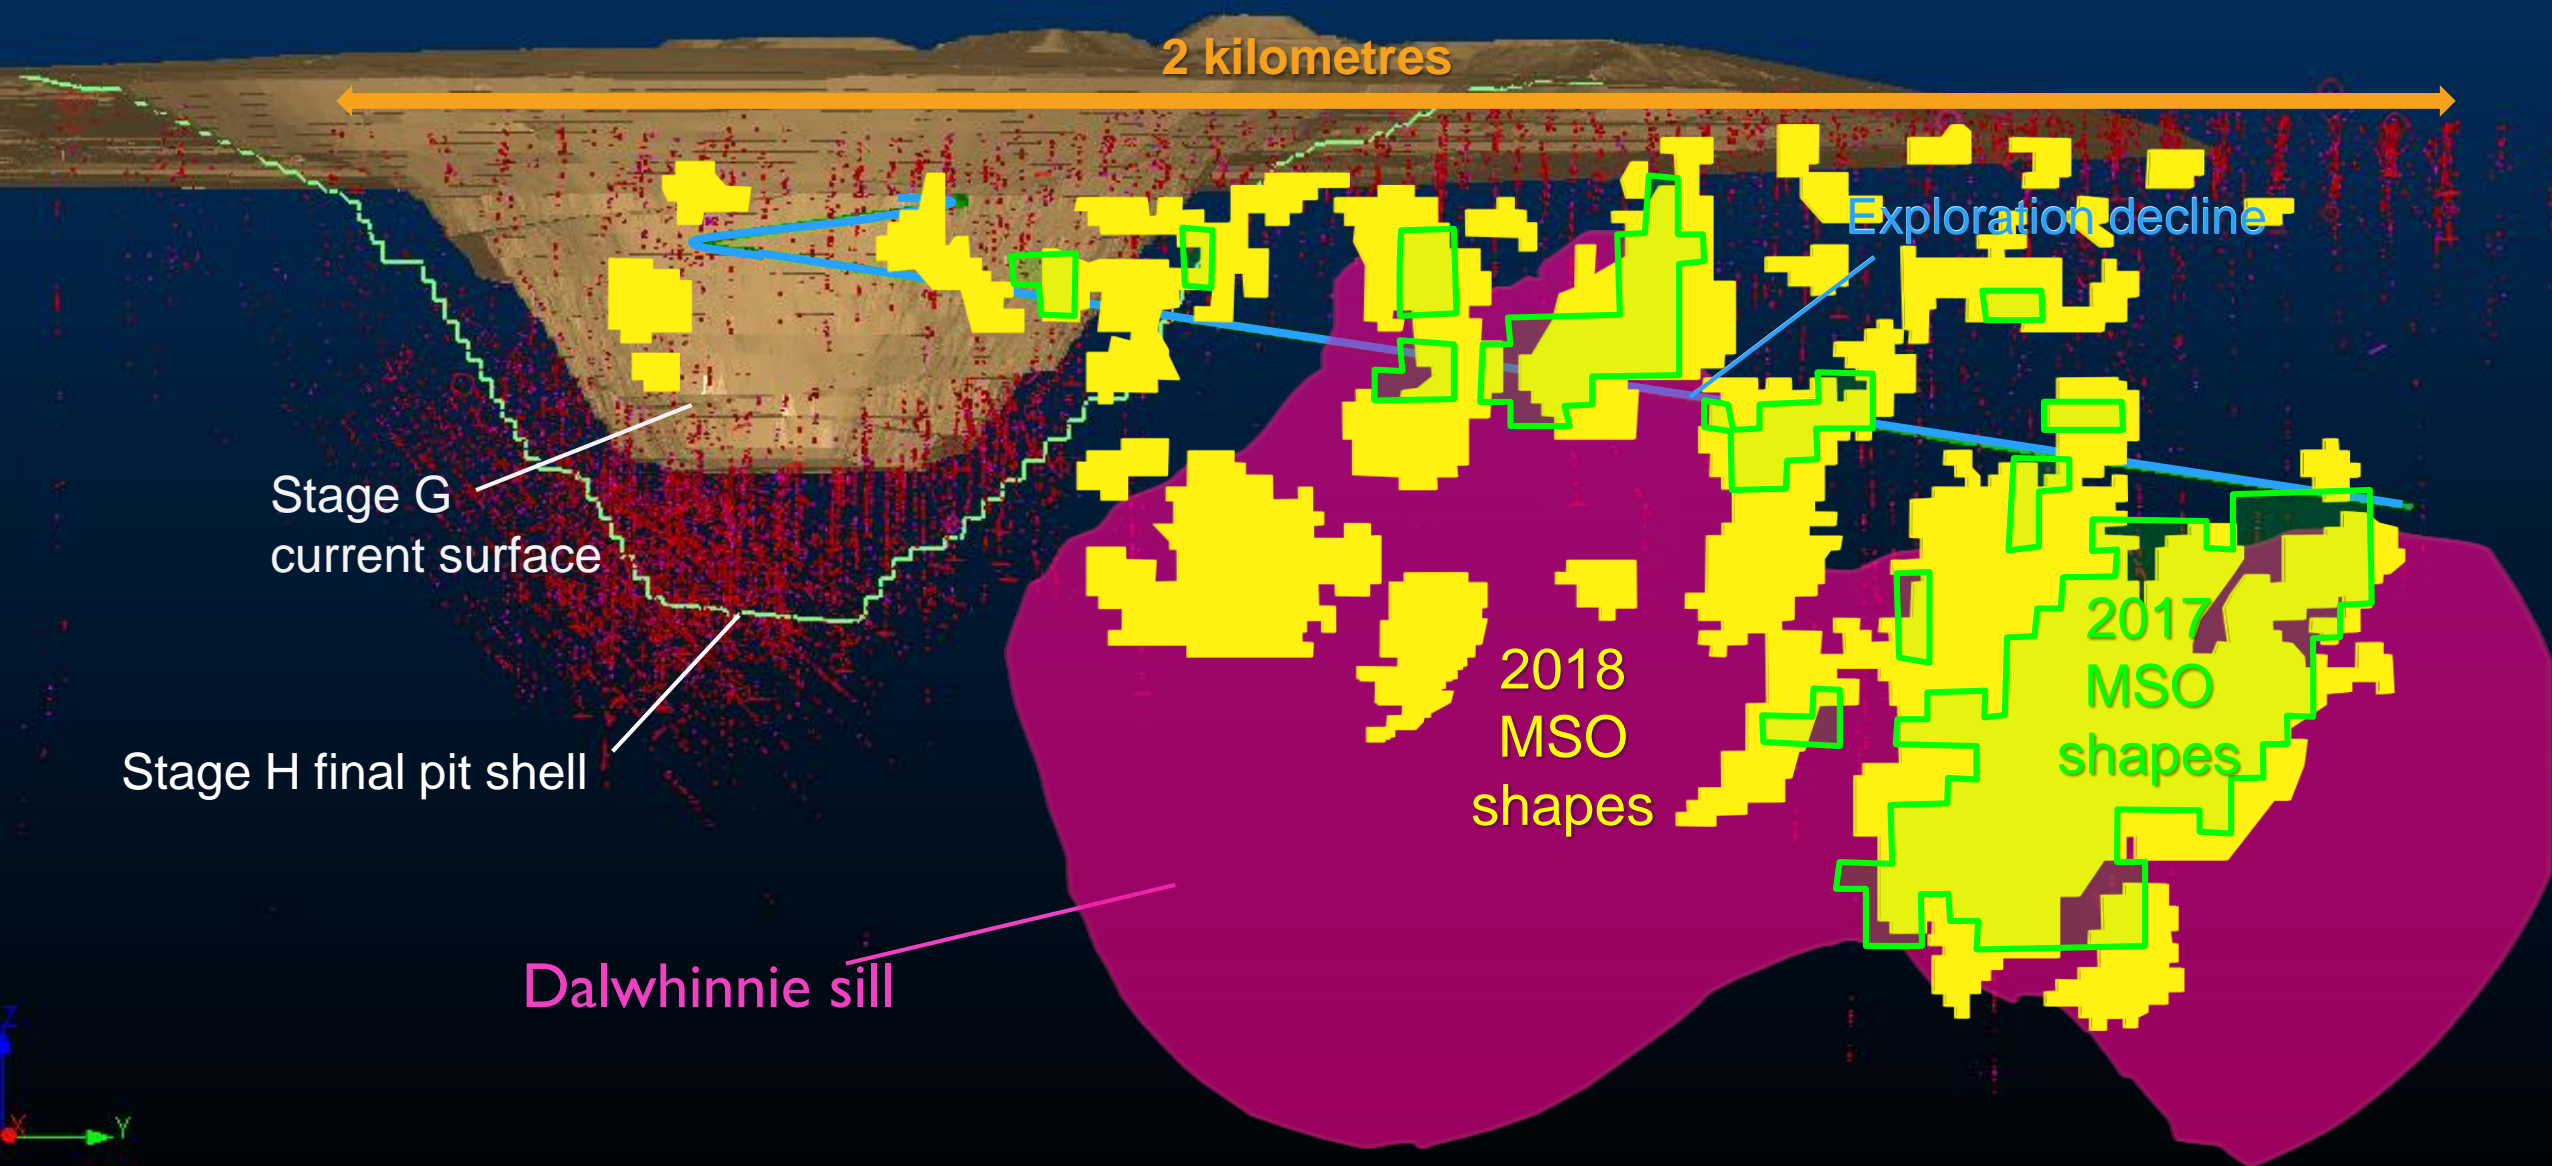 2 kilometres
Exploration decline
Stage G
current surface
2017
MSO
shapes
2018
MSO
shapes
Stage H final pit shell
Dalwhinnie sill
Z
X
Y